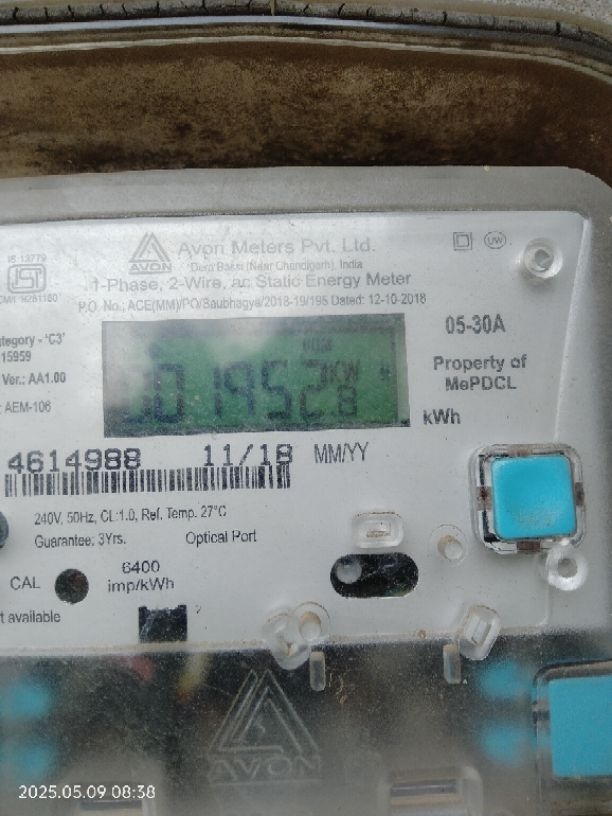 IS 13779
Avon Meters Pvt. Ltd.
UW
AVON
Dera Bassi (Near Chandigarh), India
1-Phase, 2-Wire, ac Static Energy Meter
P.O. No.; ACE(MM)/PO/Saubhagya/2018-19/195 Dated: 12-10-2018
ategory - 'C3'
15959
05-30A
Ver.: AA1.00
Property of
MePDCL
AEM-106
KW
kWh
4614988 11/18 MM/YY
240V, 50Hz, CL:1.0, Ref. Temp. 27°C
Guarantee: 3Yrs. Optical Port
CAL
6400
imp/kWh
t available
AVON
2025.05.09 08:38